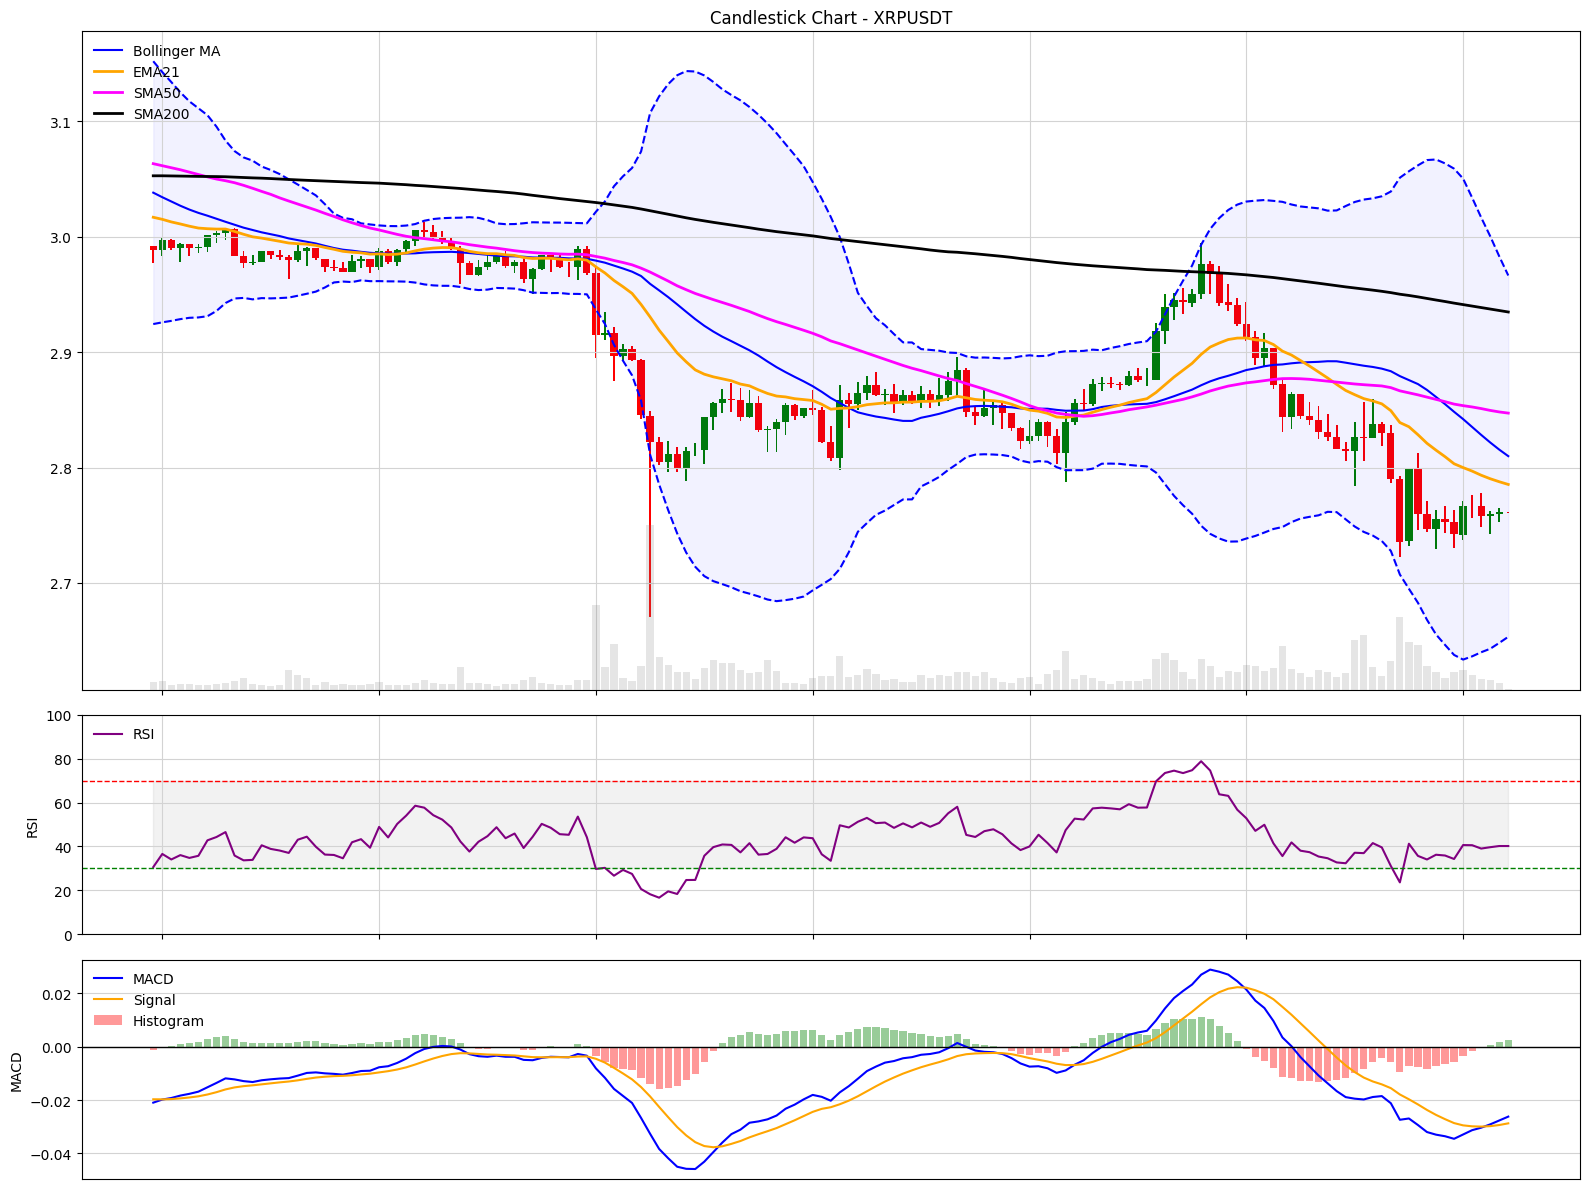 Candlestick Chart - XRPUSDT
Bollinger MA
EMA21
SMA50
SMA200
3.1
3.0
2.9
2.8
2.7
RSI
100
80
60
40
20
0
RSI
MACD
Signal
Histogram
0.02
0.00
−0.02
−0.04
MACD